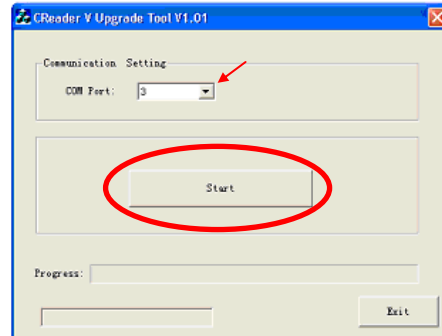 CReader V Upgrade Tool V1.01
Communication Setting
COM Port: 3
Start
Progress:
Exit